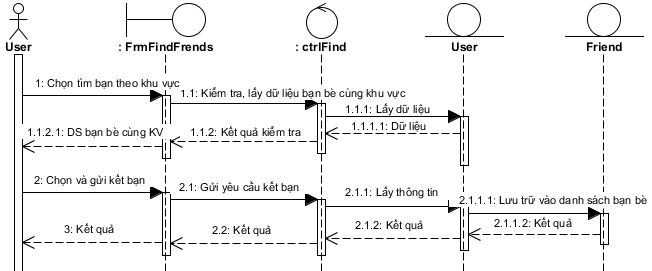 User
: FrmFindFrends
: ctrlFind
User
Friend
1: Chọn tìm bạn theo khu vực
1.1: Kiểm tra, lấy dữ liệu bạn bè cùng khu vực
1.1.1: Lấy dữ liệu
1.1.1.1: Dữ liệu
1.1.2: Kết quả kiểm tra
1.1.2.1: DS bạn bè cùng KV
2: Chọn và gửi kết bạn
2.1: Gửi yêu cầu kết bạn
2.1.1: Lấy thông tin
2.1.1.1: Lưu trữ vào danh sách bạn bè
2.1.1.2: Kết quả
2.1.2: Kết quả
2.2: Kết quả
3: Kết quả